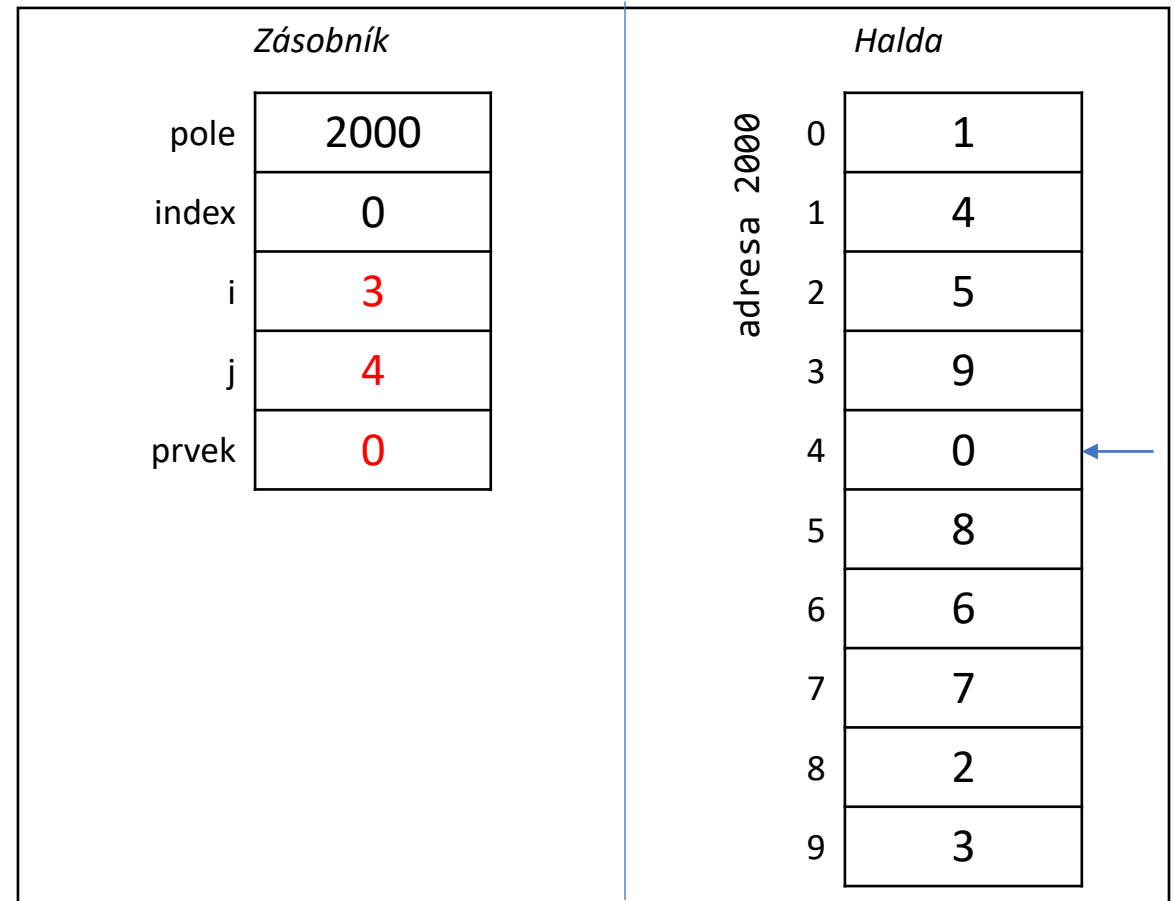 Zásobník
pole 2000
index 0
i 3
j 4
prvek 0
Halda
adresa 2000
0 1
1 4
2 5
3 9
4 0
5 8
6 6
7 7
8 2
9 3